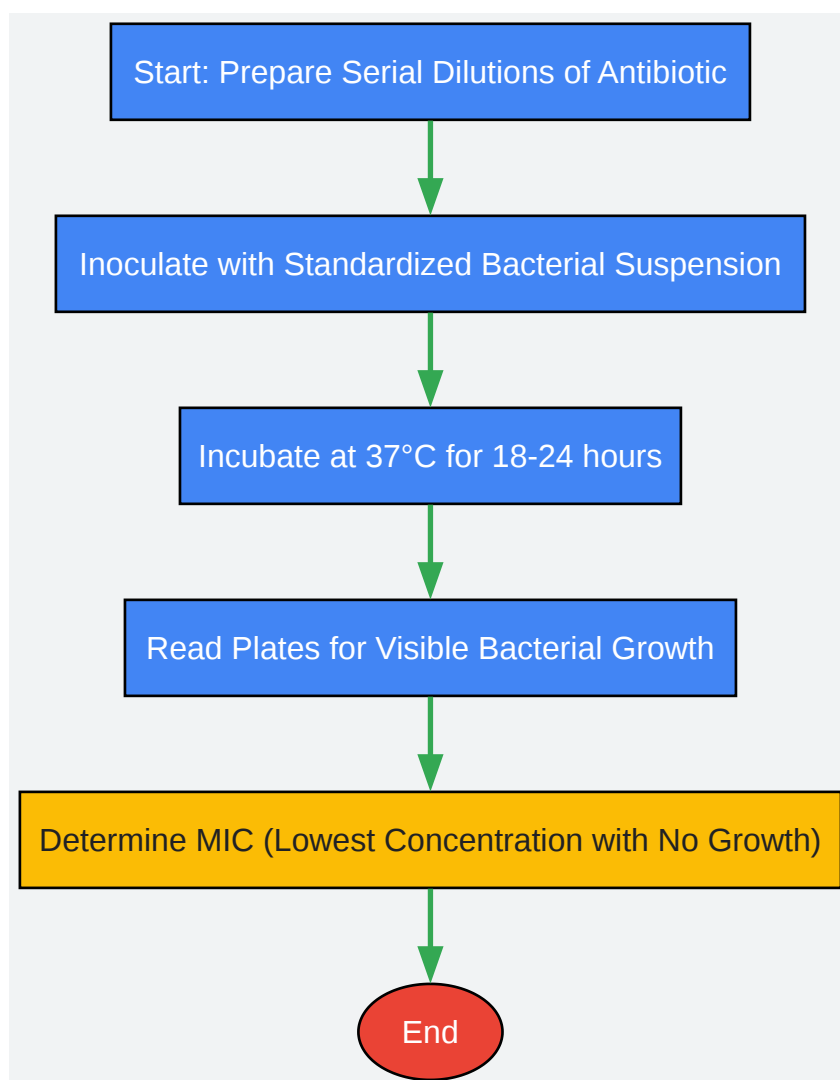 Start: Prepare Serial Dilutions of Antibiotic
Inoculate with Standardized Bacterial Suspension
Incubate at 37°C for 18-24 hours
Read Plates for Visible Bacterial Growth
Determine MIC (Lowest Concentration with No Growth)
End